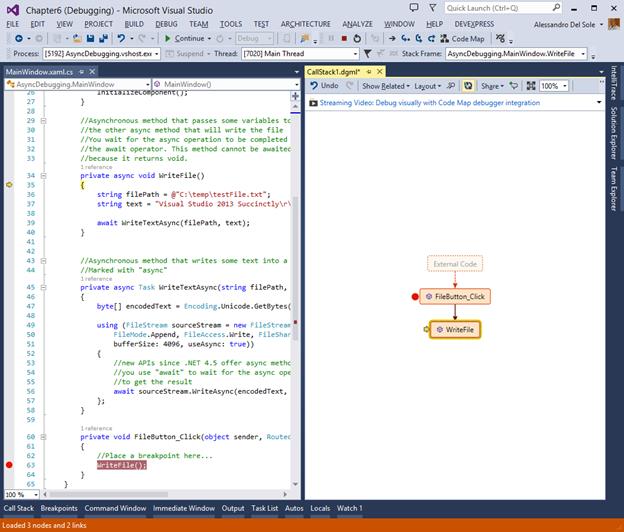 Chapter6 (Debugging) - Microsoft Visual Studio
Quick Launch (Ctrl+Q)
FILE EDIT VIEW PROJECT BUILD DEBUG TEAM TOOLS TEST ARCHITECTURE ANALYZE WINDOW HELP DEVEXPRESS
Alessandro Del Sole
Continue Debug Code Map
Process: [5192] AsyncDebugging.vshost.exe Suspend Thread: [7020] Main Thread Stack Frame: AsyncDebugging.MainWindow.WriteFile
MainWindow.xaml.cs
AsyncDebugging.MainWindow MainWindow()
26 InitializeComponent();
27 }
28
29 //Asynchronous method that passes some variables to
30 //the other async method that will write the file
31 //You wait for the async operation to be completed
32 //the await operator. This method cannot be awaited
33 //because it returns void.
1 reference
34 private async void WriteFile()
35 {
36 string filePath = @"C:\temp\testFile.txt";
37 string text = "Visual Studio 2013 Succinctly\r\
38
39 await WriteTextAsync(filePath, text);
40 }
41
42
43 //Asynchronous method that writes some text into a
44 //Marked with "async"
1 reference
45 private async Task WriteTextAsync(string filePath,
46 {
47 byte[] encodedText = Encoding.Unicode.GetBytes(
48
49 using (FileStream sourceStream = new FileStream
50 FileMode.Append, FileAccess.Write, FileShar
51 bufferSize: 4096, useAsync: true))
52 {
53 //new APIs since .NET 4.5 offer async metho
54 //you use "await" to wait for the async ope
55 //to get the result
56 await sourceStream.WriteAsync(encodedText,
57 };
58 }
59
1 reference
60 private void FileButton_Click(object sender, Routed
61 {
62 //Place a breakpoint here...
63 WriteFile();
64 }
65 }
100 %
CallStack1.dgml*
Undo Show Related Layout Share 100%
Streaming Video: Debug visually with Code Map debugger integration
External Code
FileButton_Click
WriteFile
IntelliTrace
Solution Explorer
Team Explorer
Call Stack Breakpoints Command Window Immediate Window Output Task List Autos Locals Watch 1
Loaded 3 nodes and 2 links